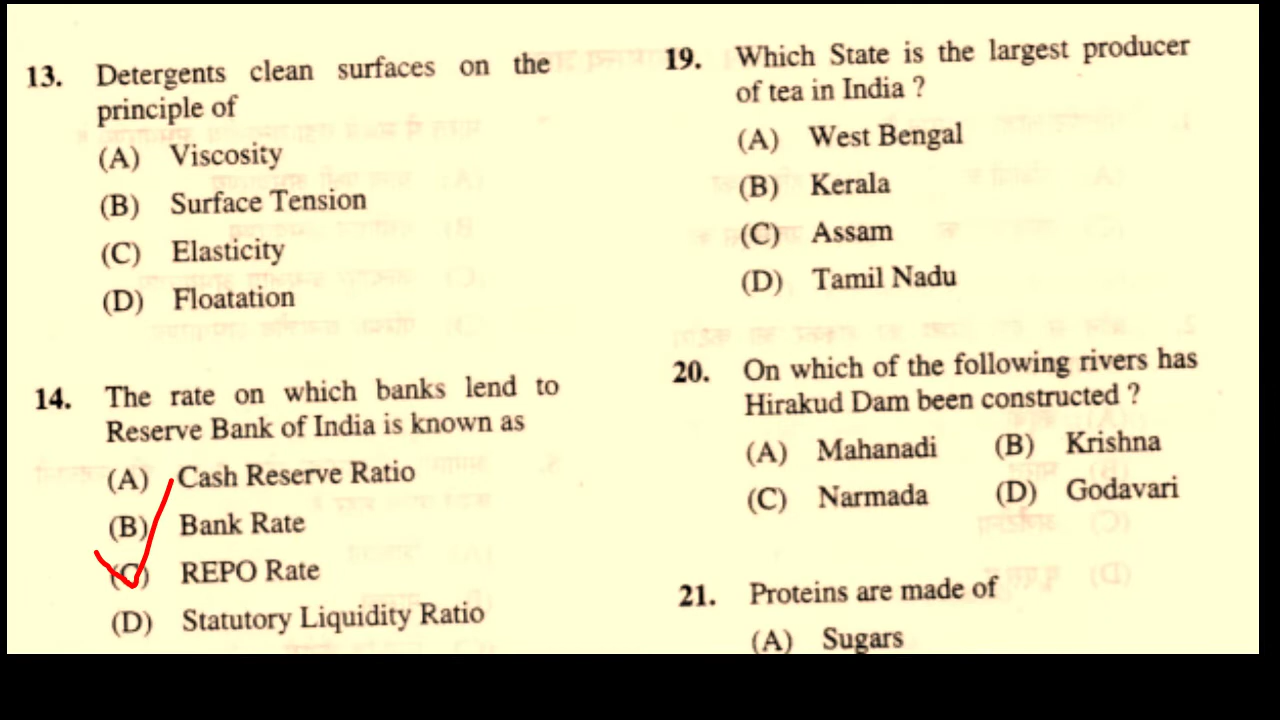 13. Detergents clean surfaces on the
principle of
(A) Viscosity
(B) Surface Tension
(C) Elasticity
(D) Floatation
14. The rate on which banks lend to
Reserve Bank of India is known as
(A) Cash Reserve Ratio
(B) Bank Rate
(C) REPO Rate
(D) Statutory Liquidity Ratio
19. Which State is the largest producer
of tea in India ?
(A) West Bengal
(B) Kerala
(C) Assam
(D) Tamil Nadu
20. On which of the following rivers has
Hirakud Dam been constructed ?
(A) Mahanadi (B) Krishna
(C) Narmada (D) Godavari
21. Proteins are made of
(A) Sugars